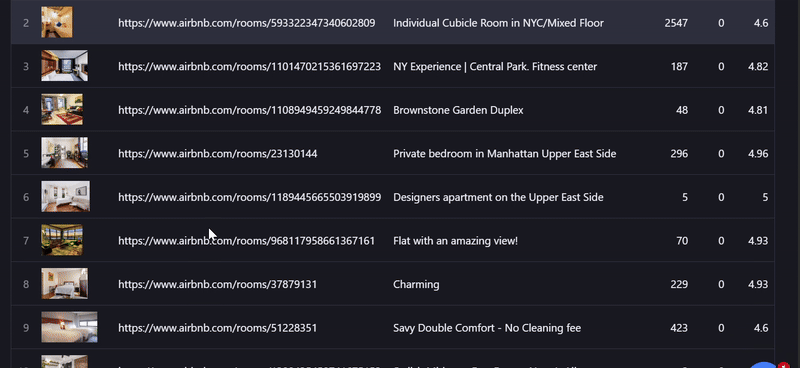 2 https://www.airbnb.com/rooms/593322347340602809 Individual Cubicle Room in NYC/Mixed Floor 2547 0 4.6
3 https://www.airbnb.com/rooms/1101470215361697223 NY Experience | Central Park. Fitness center 187 0 4.82
4 https://www.airbnb.com/rooms/1108949459249844778 Brownstone Garden Duplex 48 0 4.81
5 https://www.airbnb.com/rooms/23130144 Private bedroom in Manhattan Upper East Side 296 0 4.96
6 https://www.airbnb.com/rooms/1189445665503919899 Designers apartment on the Upper East Side 5 0 5
7 https://www.airbnb.com/rooms/968117958661367161 Flat with an amazing view! 70 0 4.93
8 https://www.airbnb.com/rooms/37879131 Charming 229 0 4.93
9 https://www.airbnb.com/rooms/51228351 Savy Double Comfort - No Cleaning fee 423 0 4.6